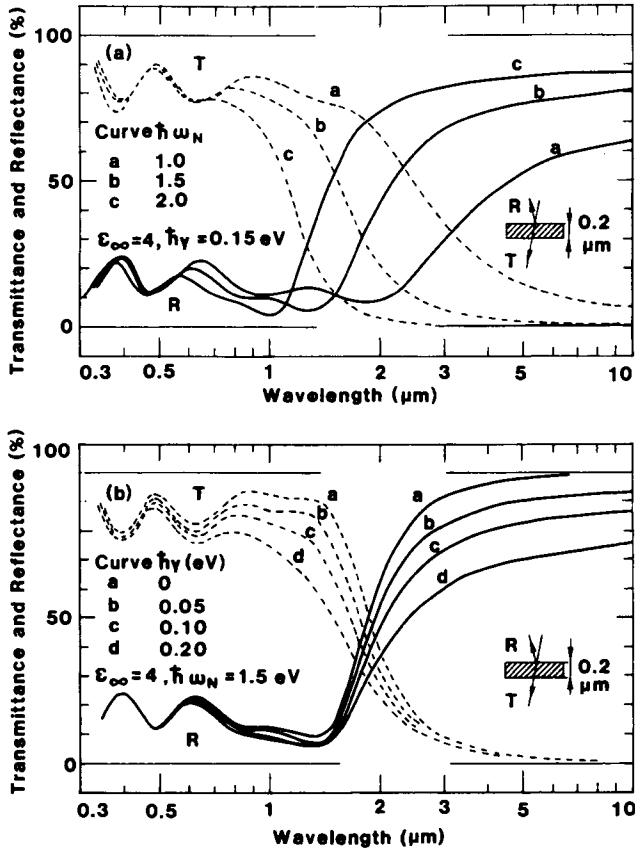 Transmittance and Reflectance (%)
100
50
0
(a)
T
a
b
c
c
b
a
Curve ħωN
a 1.0
b 1.5
c 2.0
ε∞=4, ħγ=0.15 eV
R
R
T
0.2
μm
0.3 0.5 1 2 3 5 10
Wavelength (μm)
Transmittance and Reflectance (%)
100
50
0
(b)
T
a
b
c
d
a
b
c
d
Curve ħγ (eV)
a 0
b 0.05
c 0.10
d 0.20
ε∞=4, ħωN=1.5 eV
R
R
T
0.2
μm
0.3 0.5 1 2 3 5 10
Wavelength (μm)